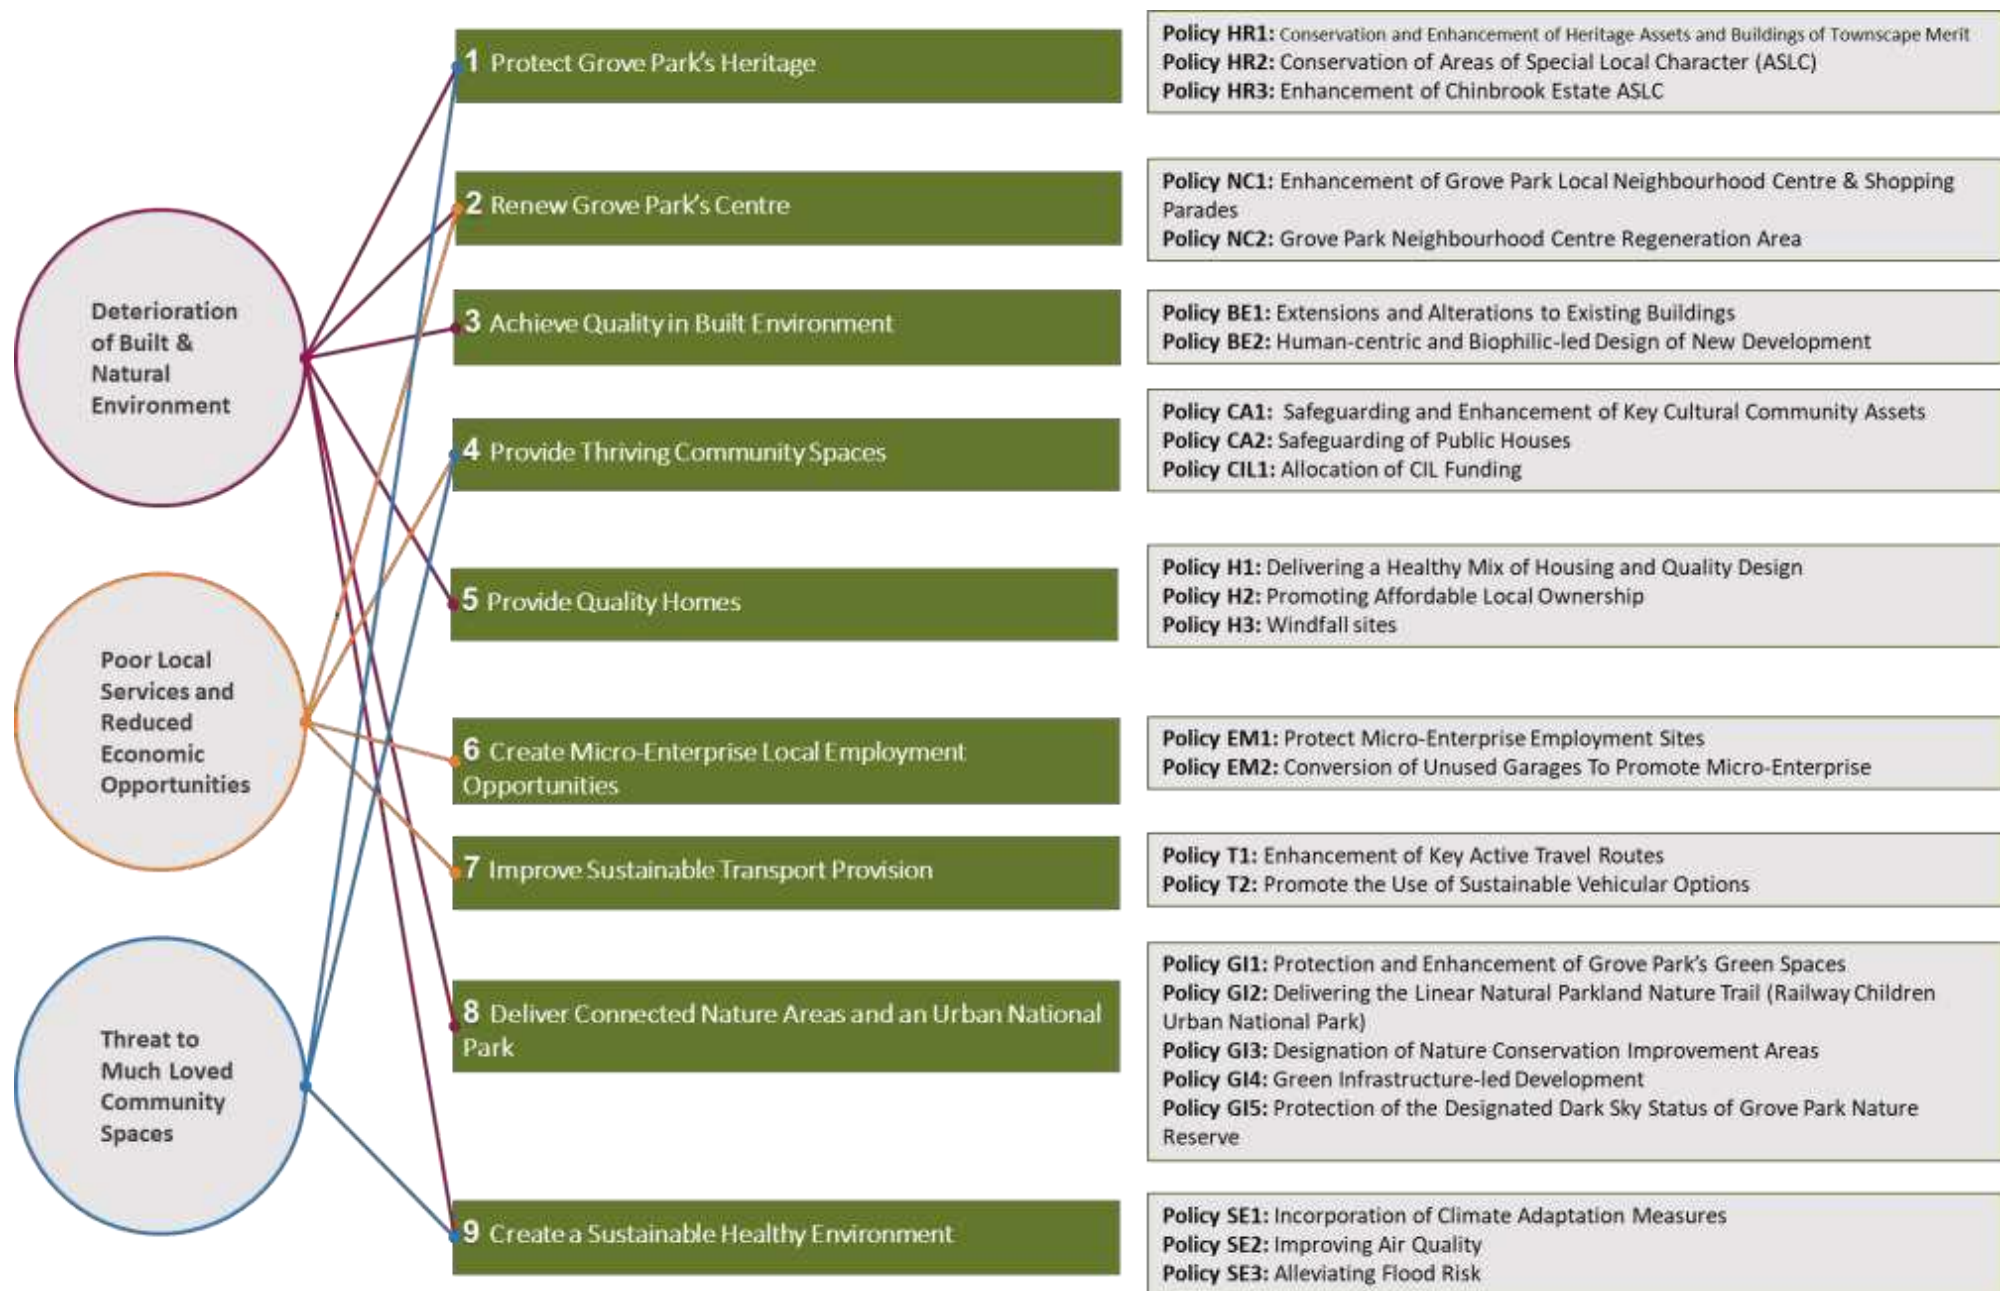 Deterioration
of Built &
Natural
Environment
Poor Local
Services and
Reduced
Economic
Opportunities
Threat to
Much Loved
Community
Spaces
1 Protect Grove Park's Heritage
Policy HR1: Conservation and Enhancement of Heritage Assets and Buildings of Townscape Merit
Policy HR2: Conservation of Areas of Special Local Character (ASLC)
Policy HR3: Enhancement of Chinbrook Estate ASLC
2 Renew Grove Park's Centre
Policy NC1: Enhancement of Grove Park Local Neighbourhood Centre & Shopping
Parades
Policy NC2: Grove Park Neighbourhood Centre Regeneration Area
3 Achieve Quality in Built Environment
Policy BE1: Extensions and Alterations to Existing Buildings
Policy BE2: Human-centric and Biophilic-led Design of New Development
4 Provide Thriving Community Spaces
Policy CA1: Safeguarding and Enhancement of Key Cultural Community Assets
Policy CA2: Safeguarding of Public Houses
Policy CIL1: Allocation of CIL Funding
5 Provide Quality Homes
Policy H1: Delivering a Healthy Mix of Housing and Quality Design
Policy H2: Promoting Affordable Local Ownership
Policy H3: Windfall sites
6 Create Micro-Enterprise Local Employment
Opportunities
Policy EM1: Protect Micro-Enterprise Employment Sites
Policy EM2: Conversion of Unused Garages To Promote Micro-Enterprise
7 Improve Sustainable Transport Provision
Policy T1: Enhancement of Key Active Travel Routes
Policy T2: Promote the Use of Sustainable Vehicular Options
8 Deliver Connected Nature Areas and an Urban National
Park
Policy GI1: Protection and Enhancement of Grove Park's Green Spaces
Policy GI2: Delivering the Linear Natural Parkland Nature Trail (Railway Children
Urban National Park)
Policy GI3: Designation of Nature Conservation Improvement Areas
Policy GI4: Green Infrastructure-led Development
Policy GI5: Protection of the Designated Dark Sky Status of Grove Park Nature
Reserve
9 Create a Sustainable Healthy Environment
Policy SE1: Incorporation of Climate Adaptation Measures
Policy SE2: Improving Air Quality
Policy SE3: Alleviating Flood Risk